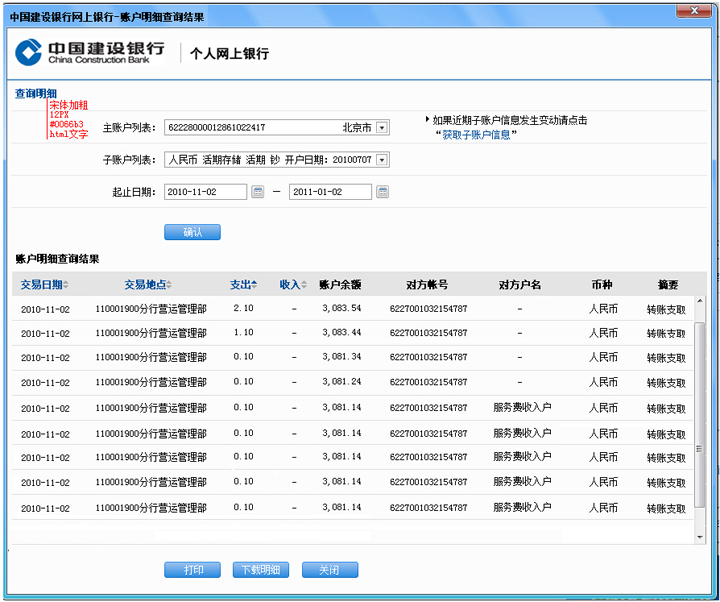 中国建设银行网上银行-账户明细查询结果
中国建设银行 个人网上银行
China Construction Bank
查询明细
宋体加粗
12PX
#0066b3
html文字
主账户列表: 62228000012861022417 北京市
如果近期子账户信息发生变动请点击
“获取子账户信息”
子账户列表: 人民币 活期存储 活期 钞 开户日期: 20100707
起止日期: 2010-11-02 — 2011-01-02
确认
账户明细查询结果
交易日期 交易地点 支出 收入 账户余额 对方帐号 对方户名 币种 摘要
2010-11-02 110001900分行营运管理部 2.10 - 3,083.54 6227001032154787 - 人民币 转账支取
2010-11-02 110001900分行营运管理部 1.10 - 3,083.44 6227001032154787 - 人民币 转账支取
2010-11-02 110001900分行营运管理部 0.10 - 3,081.34 6227001032154787 - 人民币 转账支取
2010-11-02 110001900分行营运管理部 0.10 - 3,081.24 6227001032154787 - 人民币 转账支取
2010-11-02 110001900分行营运管理部 0.10 - 3,081.14 6227001032154787 服务费收入户 人民币 转账支取
2010-11-02 110001900分行营运管理部 0.10 - 3,081.14 6227001032154787 服务费收入户 人民币 转账支取
2010-11-02 110001900分行营运管理部 0.10 - 3,081.14 6227001032154787 服务费收入户 人民币 转账支取
2010-11-02 110001900分行营运管理部 0.10 - 3,081.14 6227001032154787 服务费收入户 人民币 转账支取
2010-11-02 110001900分行营运管理部 0.10 - 3,081.14 6227001032154787 服务费收入户 人民币 转账支取
打印 下载明细 关闭